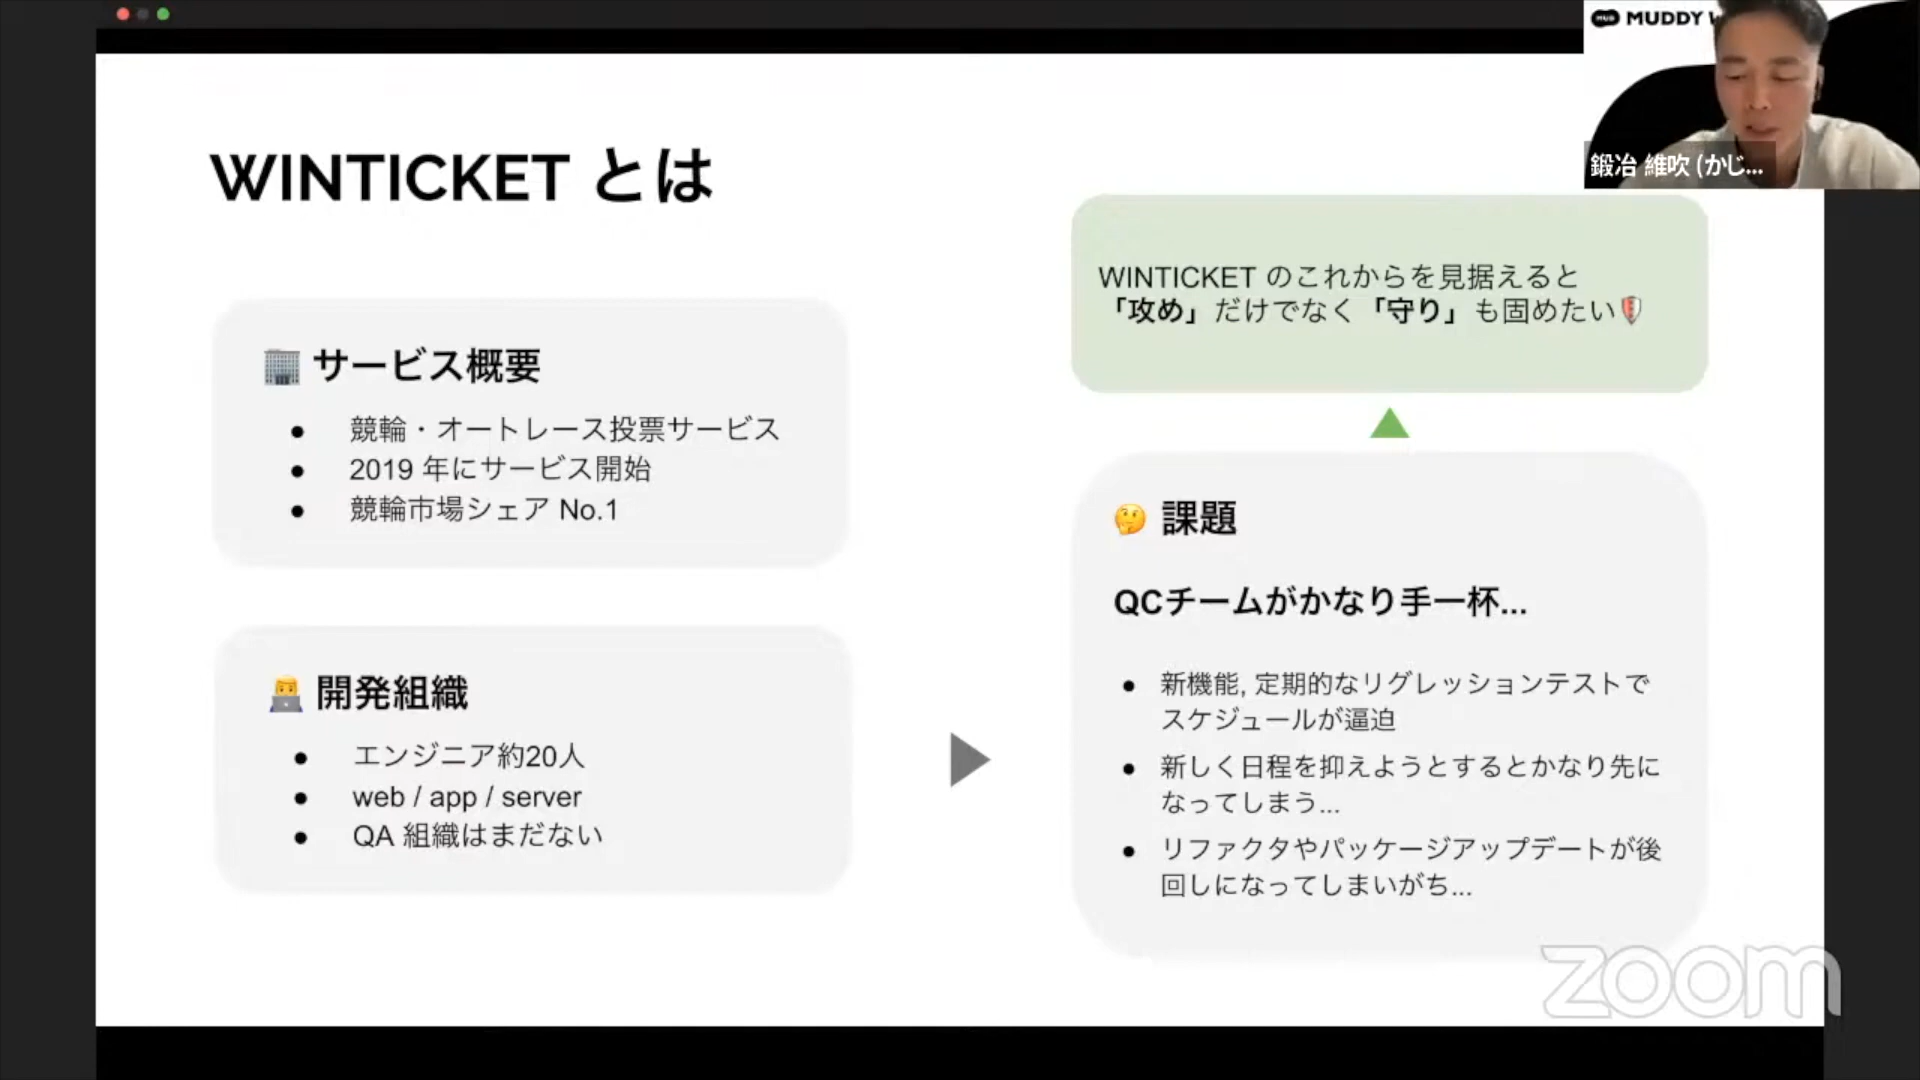 WINTICKET とは
サービス概要
競輪・オートレース投票サービス
2019 年にサービス開始
競輪市場シェア No.1
開発組織
エンジニア約20人
web / app / server
QA 組織はまだない
WINTICKET のこれからを見据えると
「攻め」だけでなく「守り」も固めたい
課題
QCチームがかなり手一杯...
新機能, 定期的なリグレッションテストで
スケジュールが逼迫
新しく日程を抑えようとするとかなり先に
なってしまう...
リファクタやパッケージアップデートが後
回しになってしまいがち...
MUDDY
鍛冶 維吹 (かじ...
zoom